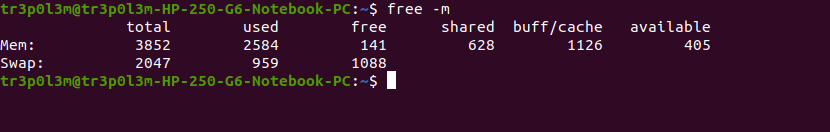 tr3p0l3m@tr3p0l3m-HP-250-G6-Notebook-PC:~$ free -m
total used free shared buff/cache available
Mem: 3852 2584 141 628 1126 405
Swap: 2047 959 1088
tr3p0l3m@tr3p0l3m-HP-250-G6-Notebook-PC:~$